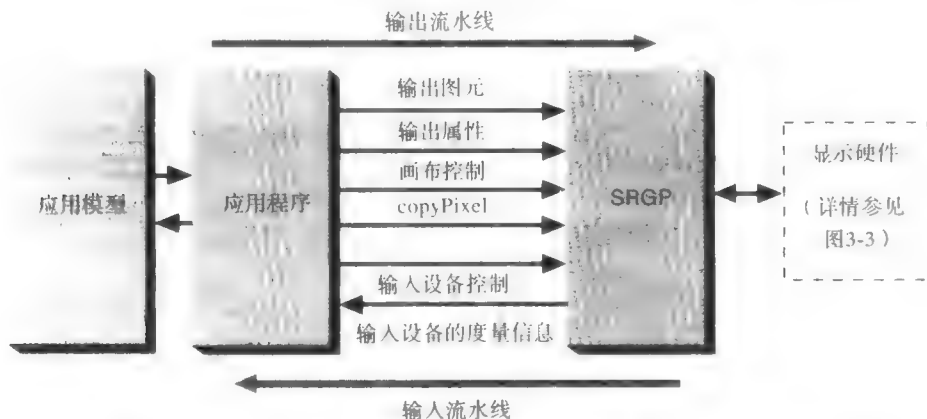 输出流水线
输出图元
输出属性
画布控制
copyPixel
输入设备控制
输入设备的度量信息
应用模型
应用程序
SRGP
显示硬件
（详情参见
图3-3）
输入流水线